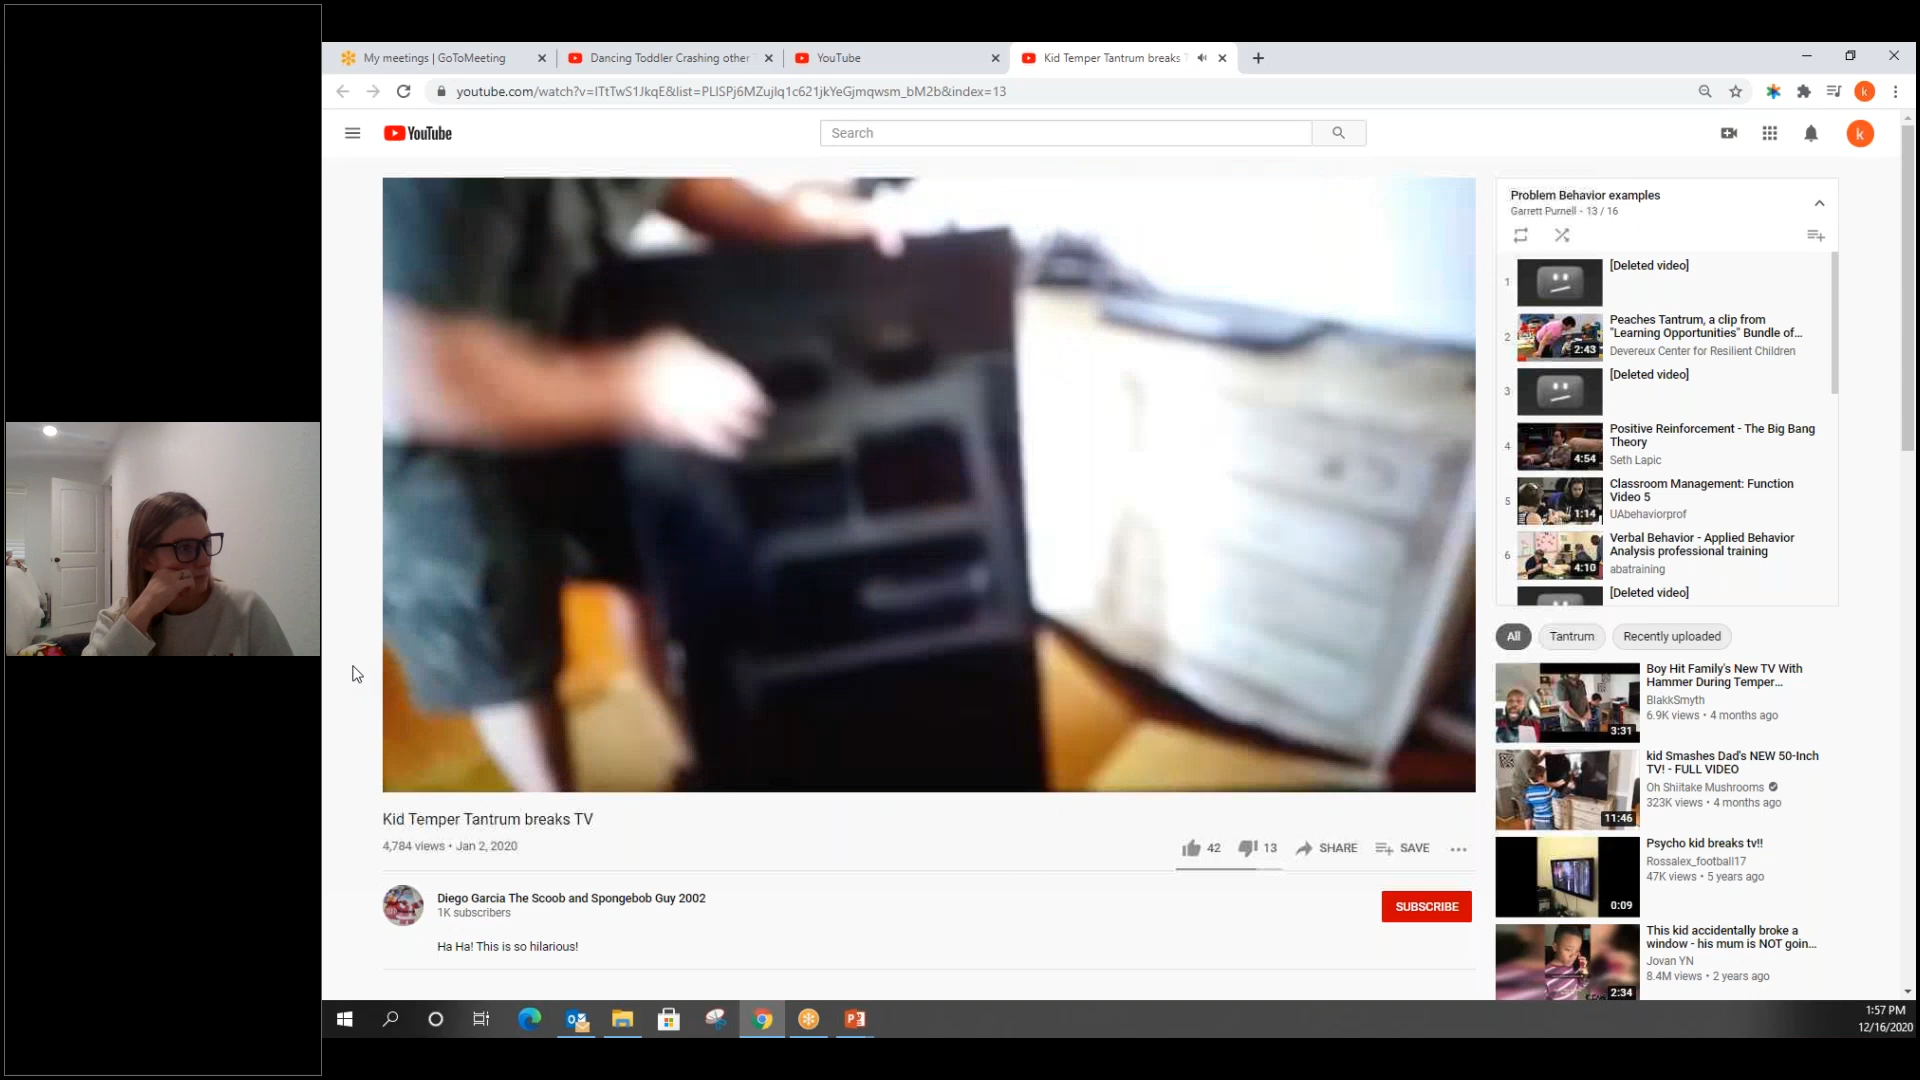 My meetings | GoToMeeting
Dancing Toddler Crashing other
YouTube
Kid Temper Tantrum breaks
youtube.com/watch?v=ITtTwS1JkqE&list=PLISPj6MZujlq1c621jkYeGjmqwsm_bM2b&index=13
k
YouTube
Search
k
Problem Behavior examples
Garrett Purnell - 13 / 16
1
[Deleted video]
2
2:43
Peaches Tantrum, a clip from
"Learning Opportunities" Bundle of...
Devereux Center for Resilient Children
3
[Deleted video]
4
4:54
Positive Reinforcement - The Big Bang
Theory
Seth Lapic
5
1:14
Classroom Management: Function
Video 5
UAbehaviorprof
6
4:10
Verbal Behavior - Applied Behavior
Analysis professional training
abatraining
[Deleted video]
All
Tantrum
Recently uploaded
3:31
Boy Hit Family's New TV With
Hammer During Temper...
BlakkSmyth
6.9K views • 4 months ago
11:46
kid Smashes Dad's NEW 50-Inch
TV! - FULL VIDEO
Oh Shiitake Mushrooms
323K views • 4 months ago
0:09
Psycho kid breaks tv!!
Rossalex_football17
47K views • 5 years ago
2:34
This kid accidentally broke a
window - his mum is NOT goin...
Jovan YN
8.4M views • 2 years ago
Kid Temper Tantrum breaks TV
4,784 views • Jan 2, 2020
42
13
SHARE
SAVE
Diego Garcia The Scoob and Spongebob Guy 2002
1K subscribers
SUBSCRIBE
Ha Ha! This is so hilarious!
1:57 PM
12/16/2020